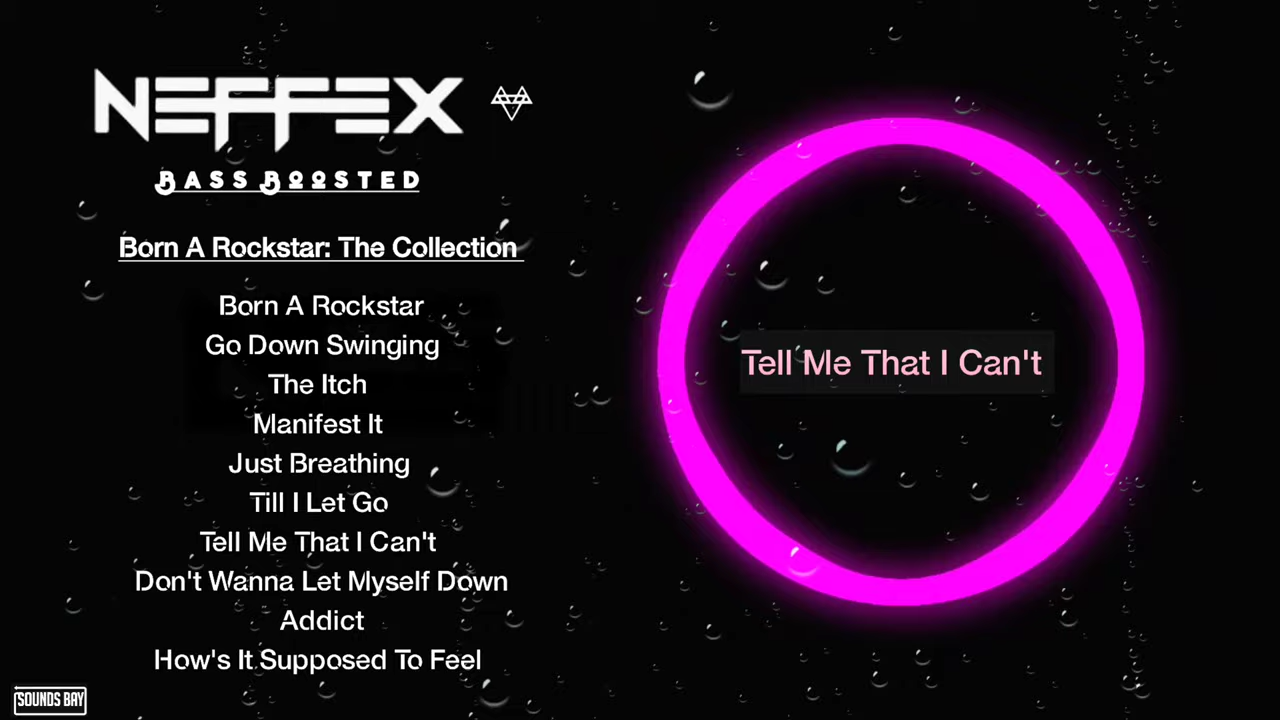 NEFFEX
BASS BOOSTED
Born A Rockstar: The Collection
Born A Rockstar
Go Down Swinging
The Itch
Manifest It
Just Breathing
Till I Let Go
Tell Me That I Can't
Don't Wanna Let Myself Down
Addict
How's It Supposed To Feel
Tell Me That I Can't
SOUNDS BAY